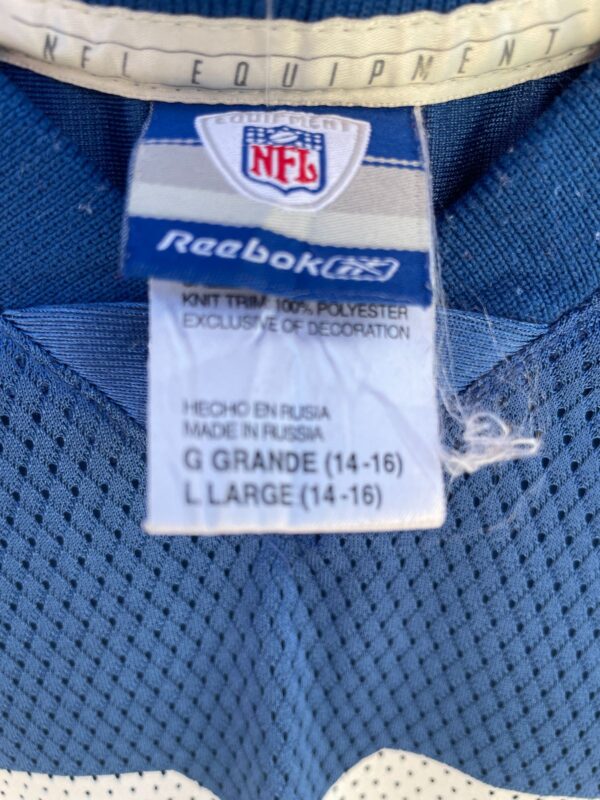 NFL EQUIPMENT
EQUIPMENT
NFL
Reebok
KNIT TRIM 100% POLYESTER
EXCLUSIVE OF DECORATION
HECHO EN RUSIA
MADE IN RUSSIA
G GRANDE (14-16)
L LARGE (14-16)